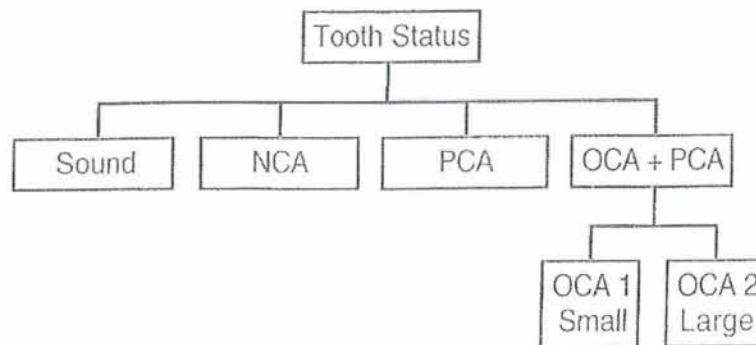 Tooth Status
Sound
NCA
PCA
OCA + PCA
OCA 1
Small
OCA 2
Large